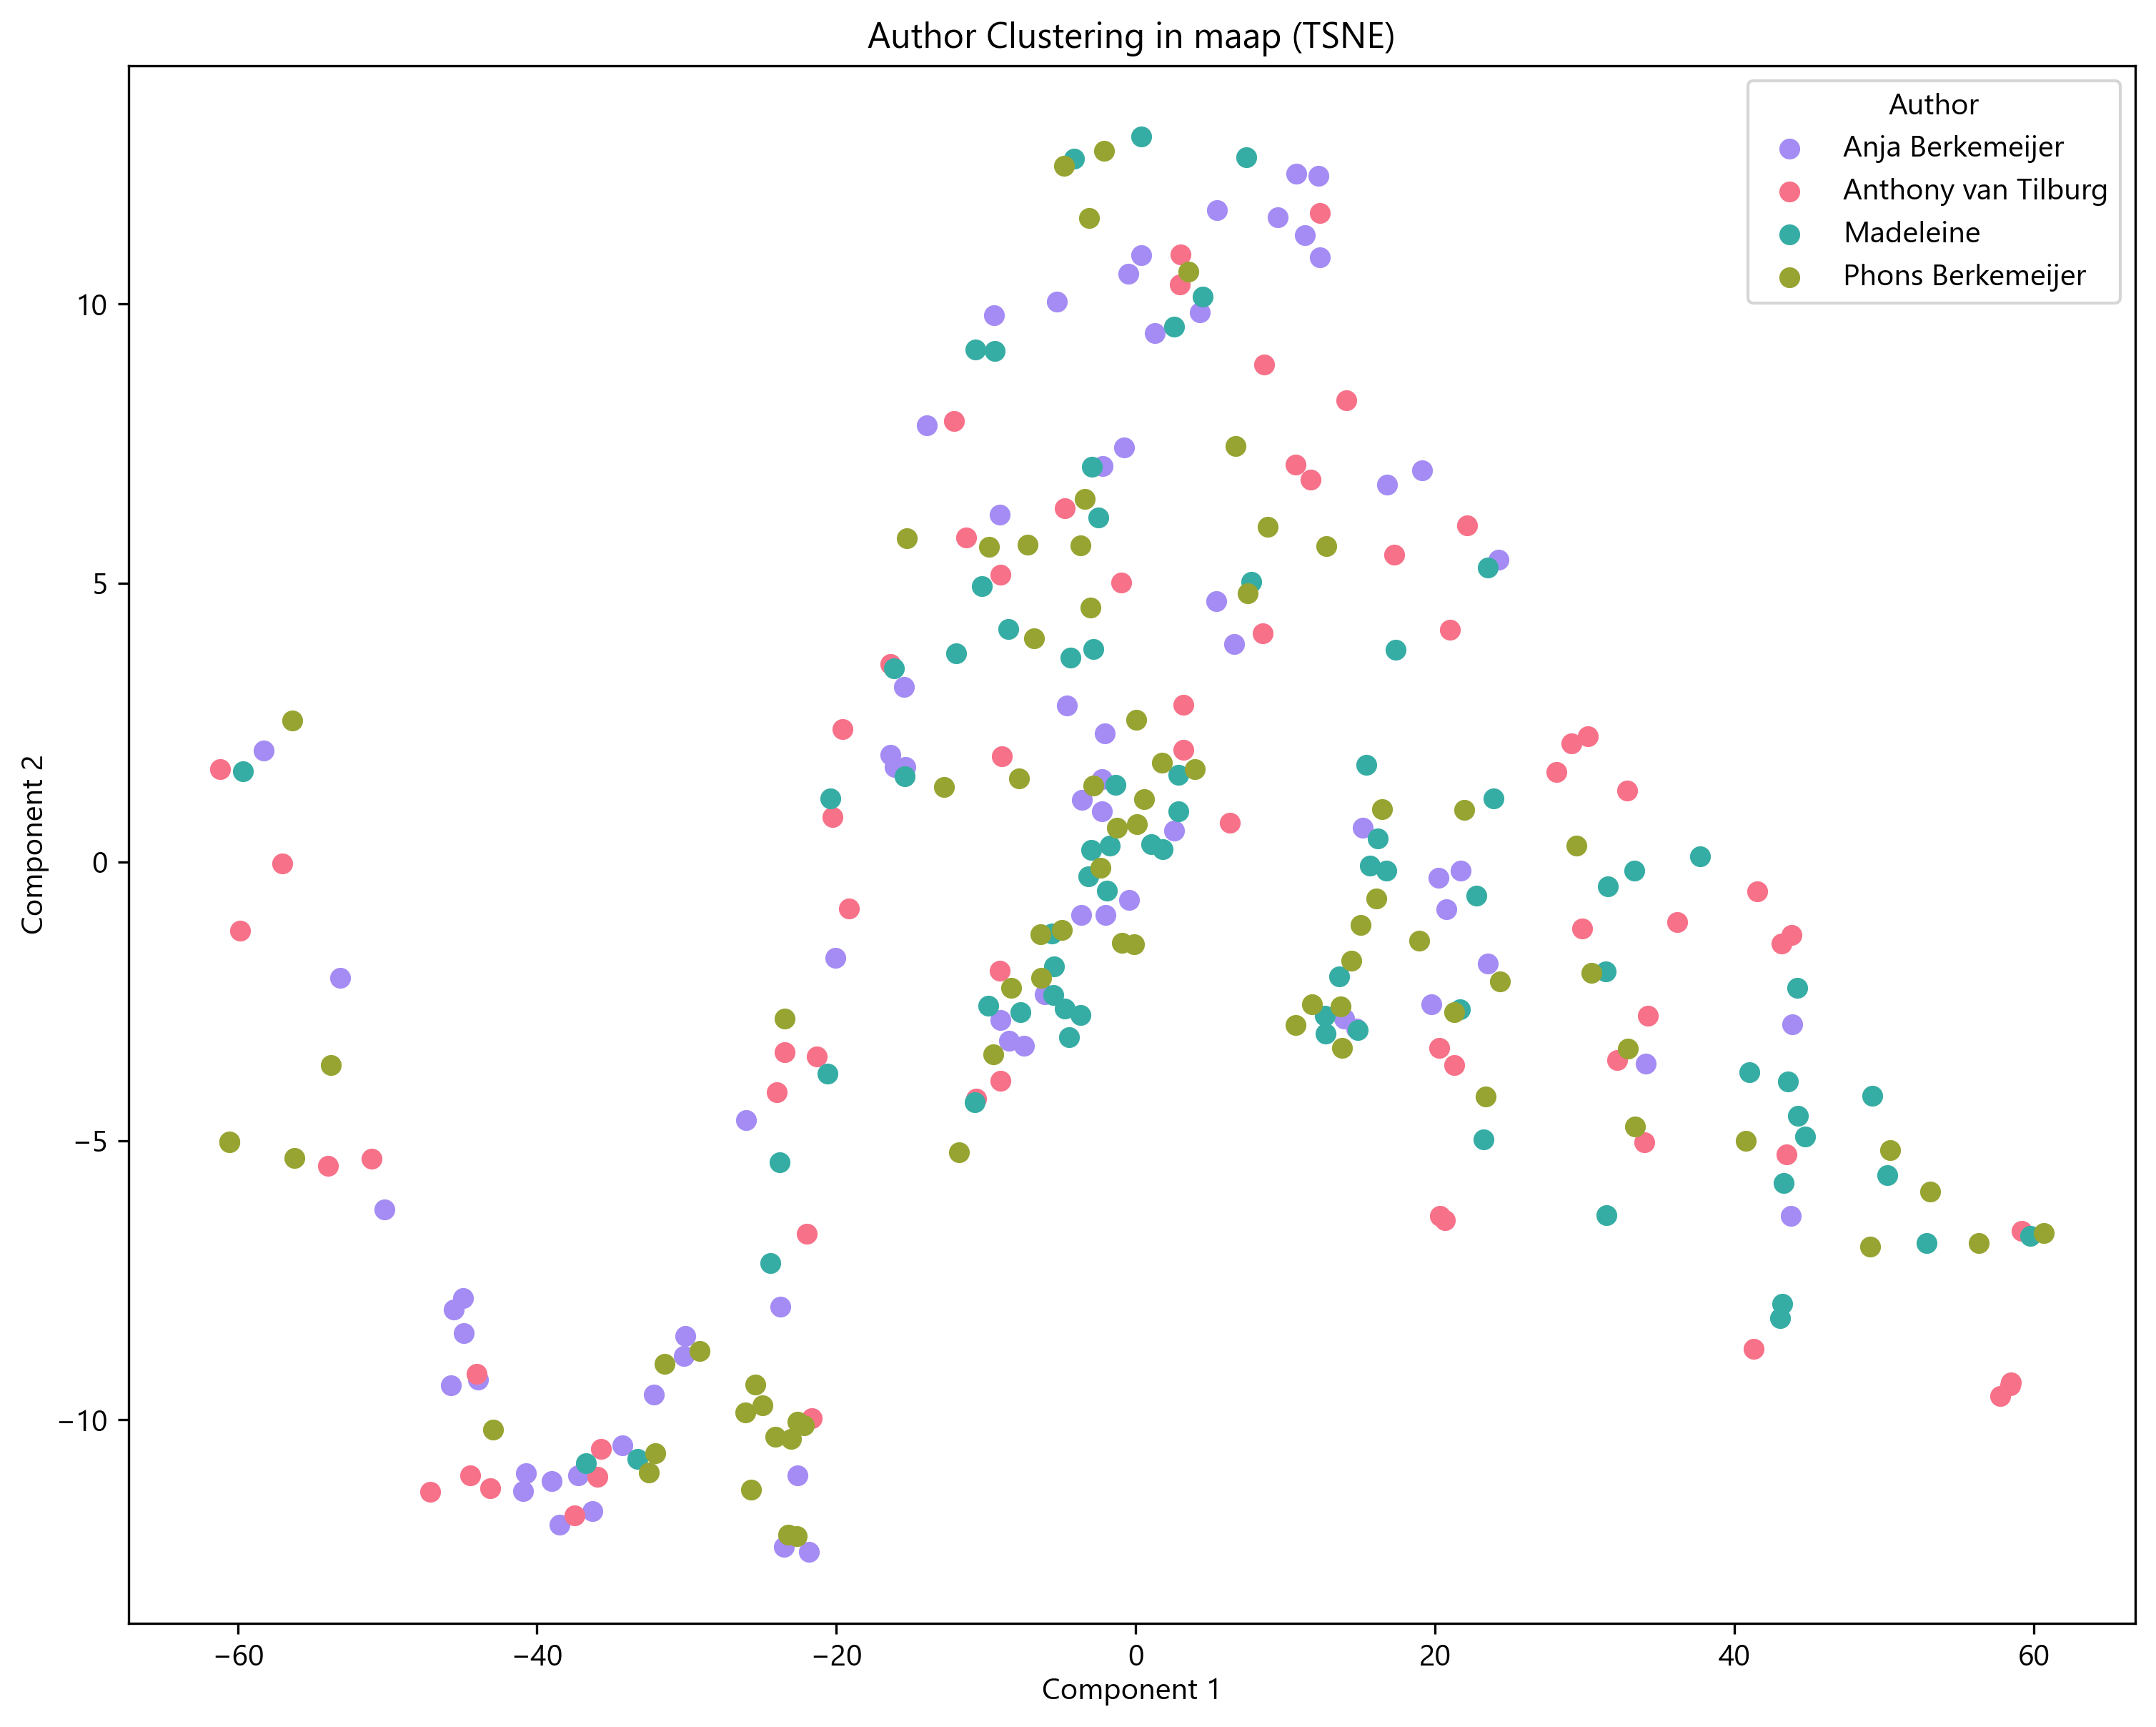 Author Clustering in maap (TSNE)
Author
Anja Berkemeijer
Anthony van Tilburg
Madeleine
Phons Berkemeijer
10
5
0
−5
−10
Component 2
−60
−40
−20
0
20
40
60
Component 1